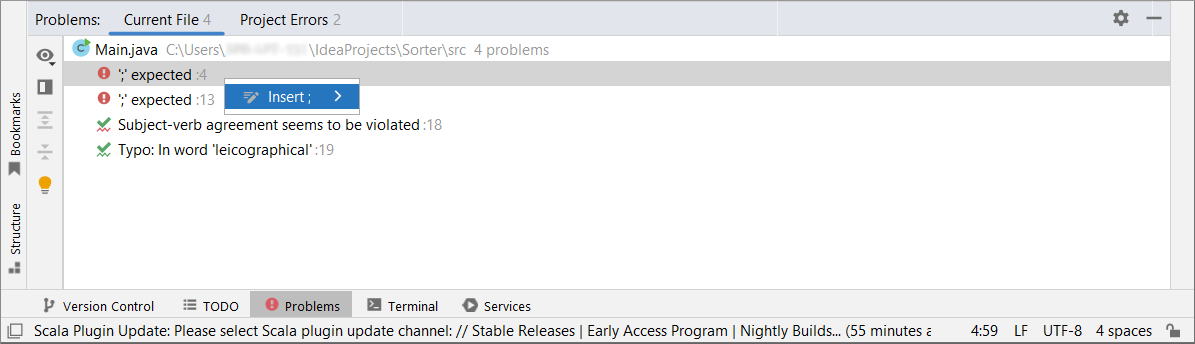 Problems: Current File 4 Project Errors 2
Main.java C:\Users\ \IdeaProjects\Sorter\src 4 problems
';' expected :4
';' expected :13
Insert ;
Subject-verb agreement seems to be violated :18
Typo: In word 'leicographical' :19
Bookmarks
Structure
Version Control TODO Problems Terminal Services
Scala Plugin Update: Please select Scala plugin update channel: // Stable Releases | Early Access Program | Nightly Builds... (55 minutes a 4:59 LF UTF-8 4 spaces